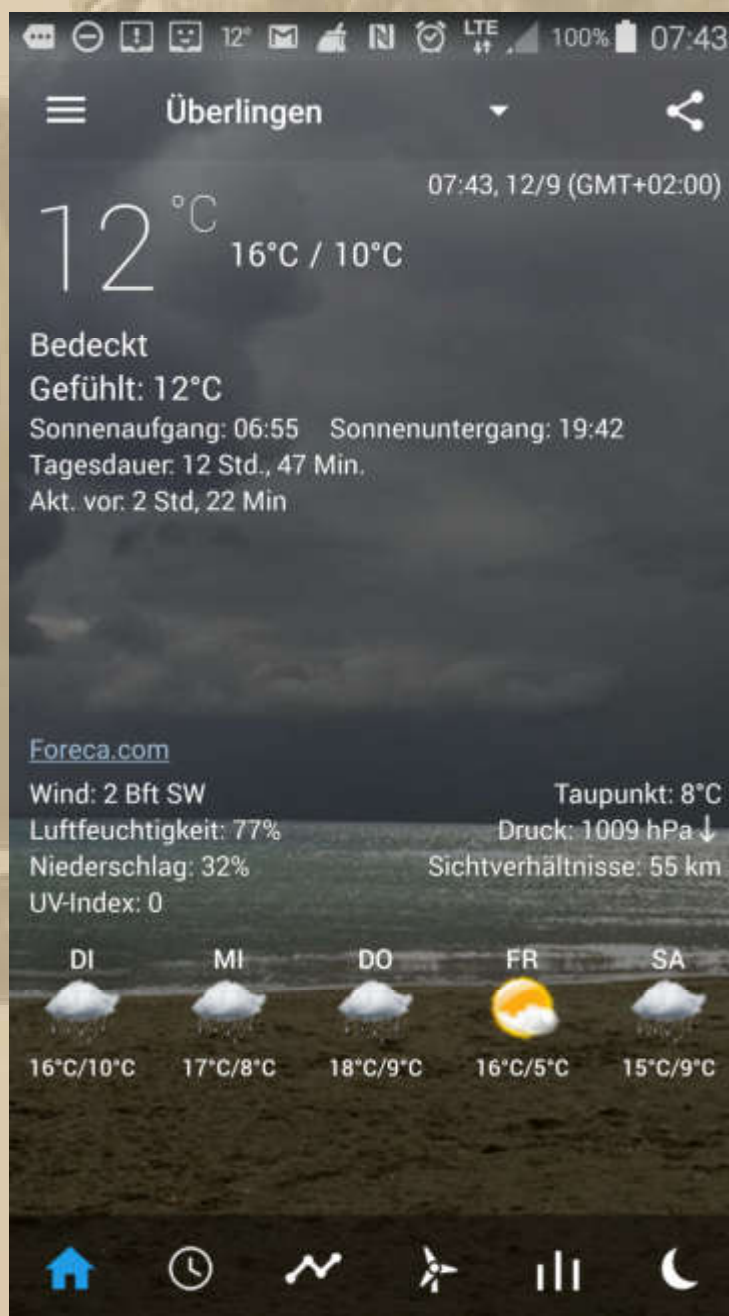 12° LTE 100% 07:43
Überlingen
07:43, 12/9 (GMT+02:00)
12 °C 16°C / 10°C
Bedeckt
Gefühlt: 12°C
Sonnenaufgang: 06:55 Sonnenuntergang: 19:42
Tagesdauer: 12 Std., 47 Min.
Akt. vor: 2 Std, 22 Min
Foreca.com
Wind: 2 Bft SW Taupunkt: 8°C
Luftfeuchtigkeit: 77% Druck: 1009 hPa↓
Niederschlag: 32% Sichtverhältnisse: 55 km
UV-Index: 0
DI MI DO FR SA
16°C/10°C 17°C/8°C 18°C/9°C 16°C/5°C 15°C/9°C